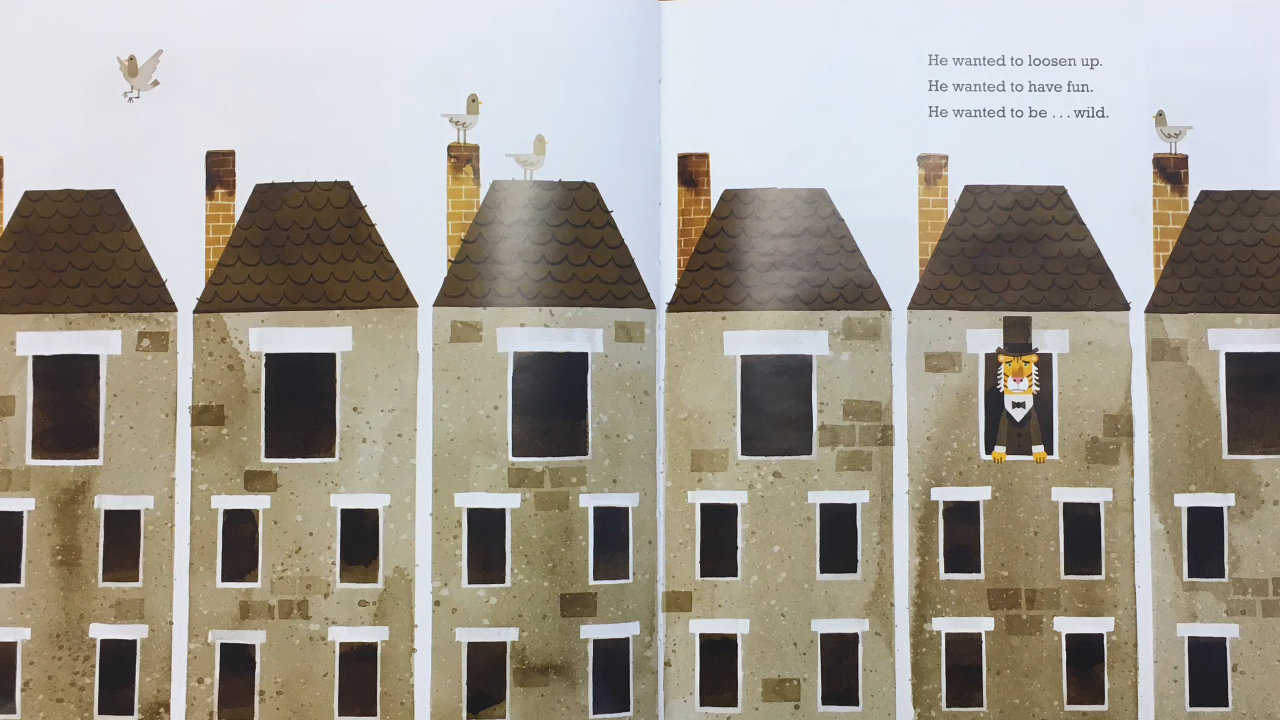 He wanted to loosen up.
He wanted to have fun.
He wanted to be . . . wild.